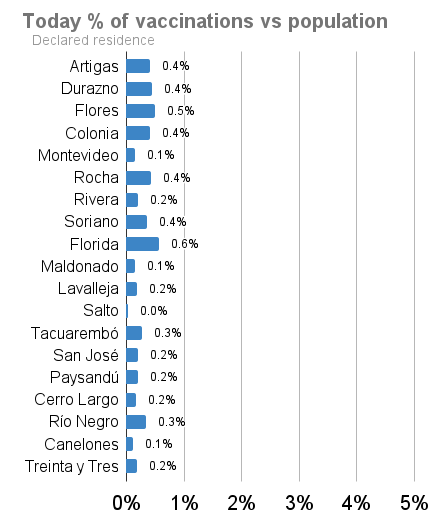 Today % of vaccinations vs population
Declared residence
Artigas 0.4%
Durazno 0.4%
Flores 0.5%
Colonia 0.4%
Montevideo 0.1%
Rocha 0.4%
Rivera 0.2%
Soriano 0.4%
Florida 0.6%
Maldonado 0.1%
Lavalleja 0.2%
Salto 0.0%
Tacuarembó 0.3%
San José 0.2%
Paysandú 0.2%
Cerro Largo 0.2%
Río Negro 0.3%
Canelones 0.1%
Treinta y Tres 0.2%
0% 1% 2% 3% 4% 5%